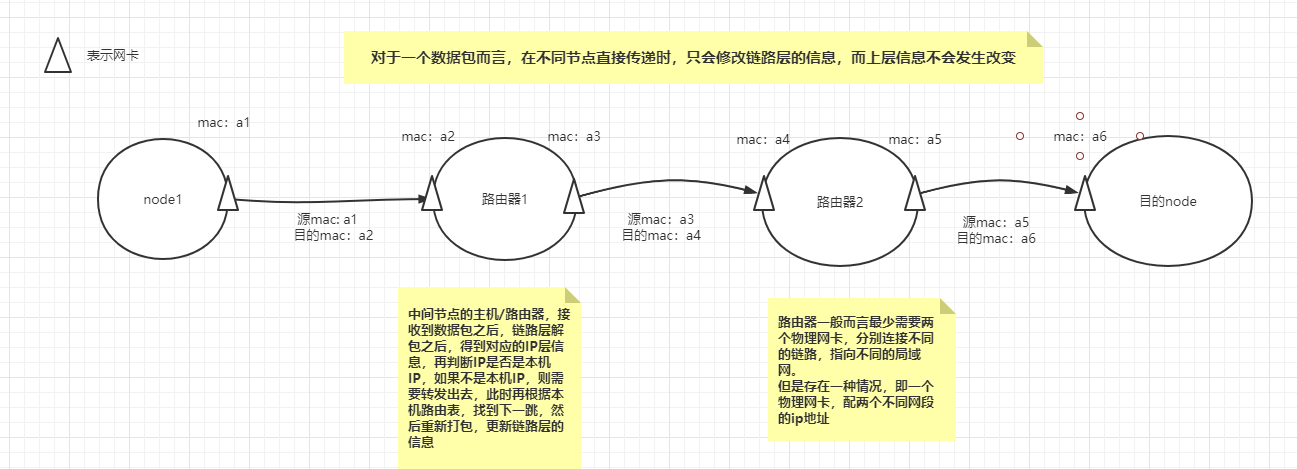 表示网卡
对于一个数据包而言，在不同节点直接传递时，只会修改链路层的信息，而上层信息不会发生改变
mac：a1
mac：a2
mac：a3
mac：a4
mac：a5
mac：a6
node1
路由器1
路由器2
目的node
源mac: a1
目的mac：a2
源mac：a3
目的mac：a4
源mac：a5
目的mac：a6
中间节点的主机/路由器，接
收到数据包之后，链路层解
包之后，得到对应的IP层信
息，再判断IP是否是本机
IP，如果不是本机IP，则需
要转发出去，此时再根据本
机路由表，找到下一跳，然
后重新打包，更新链路层的
信息
路由器一般而言最少需要两
个物理网卡，分别连接不同
的链路，指向不同的局域
网。
但是存在一种情况，即一个
物理网卡，配两个不同网段
的ip地址